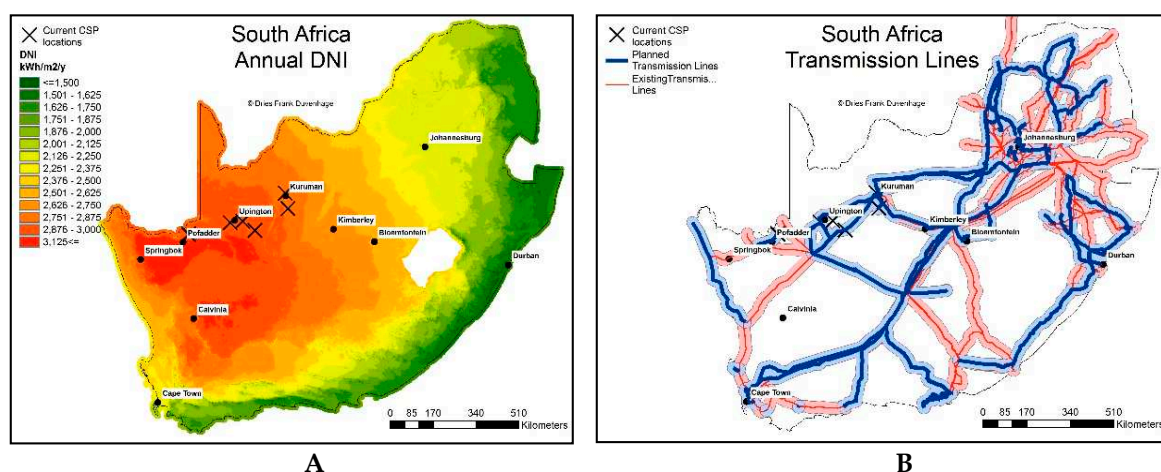 Current CSP
locations
DNI
kWh/m2/y
<=1,500
1,501 - 1,625
1,626 - 1,750
1,751 - 1,875
1,876 - 2,000
2,001 - 2,125
2,126 - 2,250
2,251 - 2,375
2,376 - 2,500
2,501 - 2,625
2,626 - 2,750
2,751 - 2,875
2,876 - 3,000
3,125<=
South Africa
Annual DNI
© Dries Frank Duvenhage
Johannesburg
Kuruman
Upington
Kimberley
Pofadder
Bloemfontein
Springbok
Durban
Calvinia
Cape Town
0 85 170 340 510
Kilometers
A
Current CSP
locations
Planned
Transmission Lines
ExistingTransmis...
Lines
South Africa
Transmission Lines
© Dries Frank Duvenhage
Johannesburg
Kuruman
Upington
Kimberley
Pofadder
Bloemfontein
Springbok
Durban
Calvinia
Cape Town
0 85 170 340 510
Kilometers
B